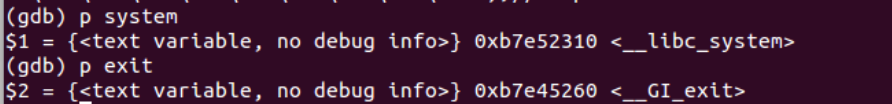 (gdb) p system
$1 = {<text variable, no debug info>} 0xb7e52310 <__libc_system>
(gdb) p exit
$2 = {<text variable, no debug info>} 0xb7e45260 <__GI_exit>